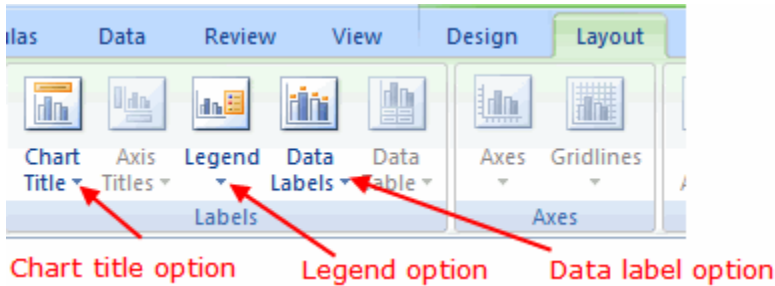 ulas Data Review View Design Layout
Chart Title Axis Titles Legend Data Labels Data Table Axes Gridlines
Labels Axes
Chart title option Legend option Data label option